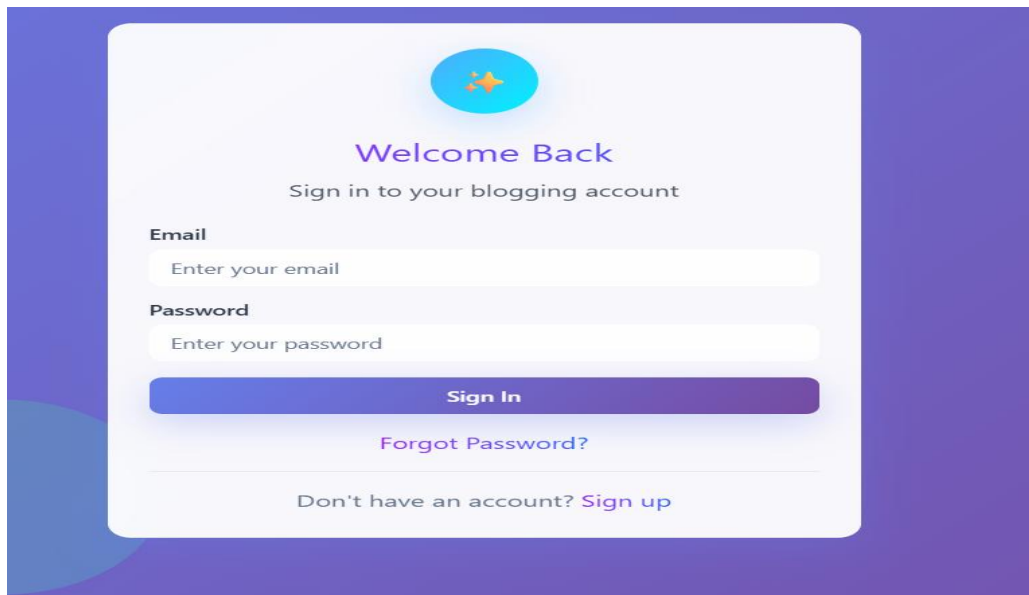 Welcome Back
Sign in to your blogging account
Email
Enter your email
Password
Enter your password
Sign In
Forgot Password?
Don't have an account? Sign up